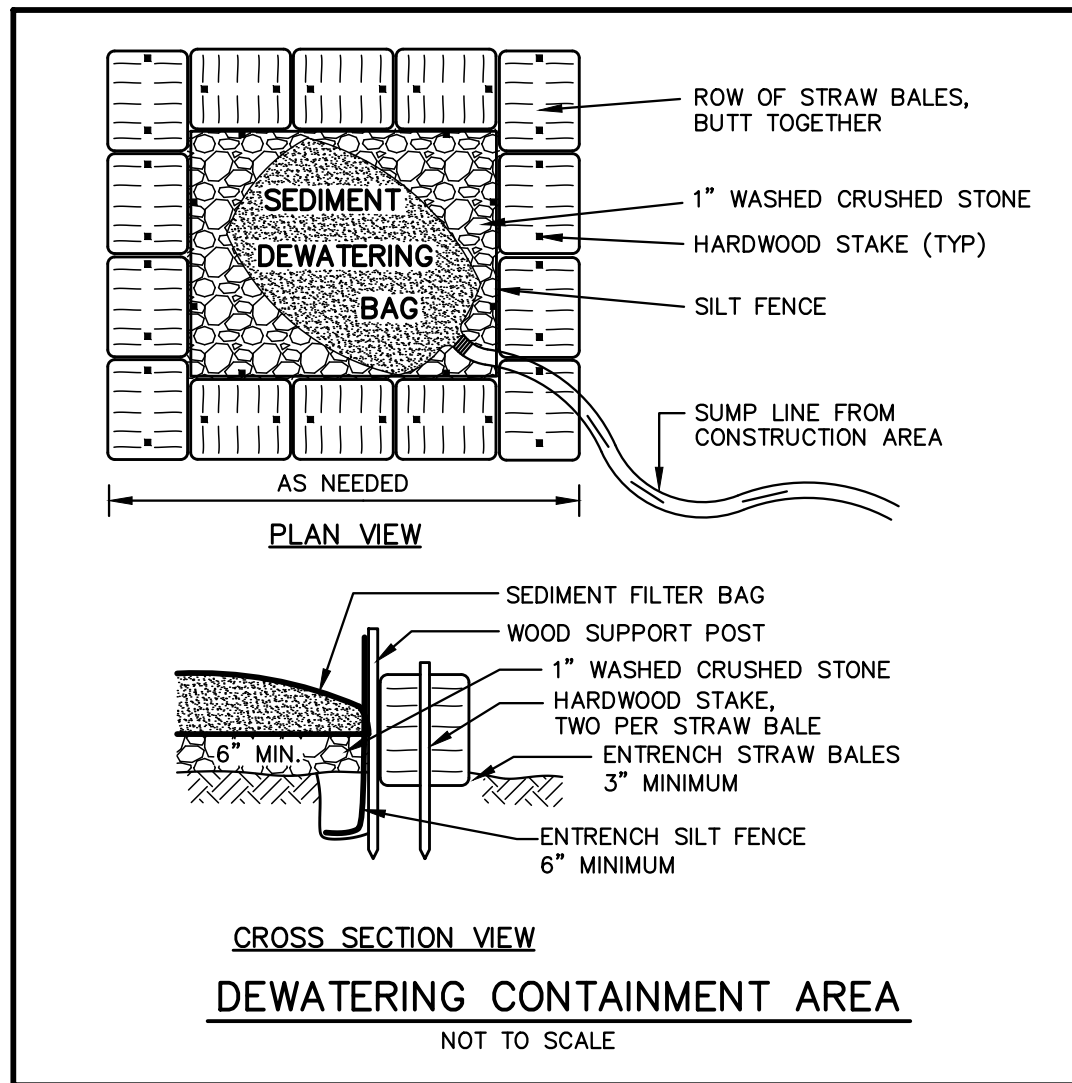 ROW OF STRAW BALES,
BUTT TOGETHER
1” WASHED CRUSHED STONE
HARDWOOD STAKE (TYP)
SILT FENCE
SEDIMENT
DEWATERING
BAG
SUMP LINE FROM
CONSTRUCTION AREA
AS NEEDED
PLAN VIEW
SEDIMENT FILTER BAG
WOOD SUPPORT POST
1” WASHED CRUSHED STONE
HARDWOOD STAKE,
TWO PER STRAW BALE
6” MIN.
ENTRENCH STRAW BALES
3” MINIMUM
ENTRENCH SILT FENCE
6” MINIMUM
CROSS SECTION VIEW
DEWATERING CONTAINMENT AREA
NOT TO SCALE